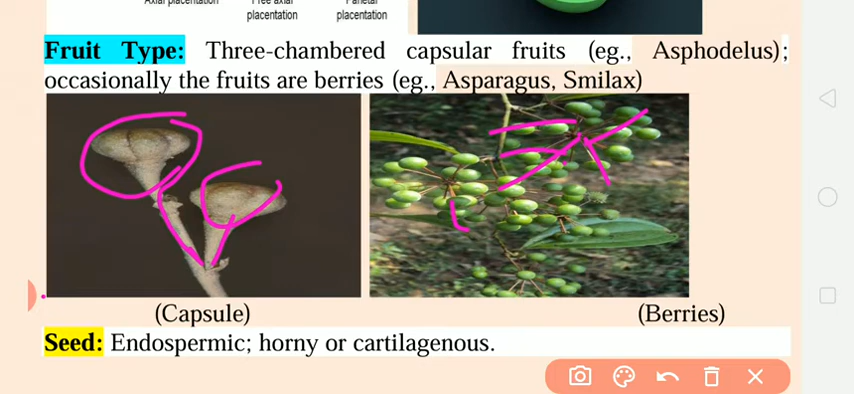 Axial placentation Free axial Parietal
placentation placentation
Fruit Type: Three-chambered capsular fruits (eg., Asphodelus);
occasionally the fruits are berries (eg., Asparagus, Smilax)
(Capsule) (Berries)
Seed: Endospermic; horny or cartilagenous.